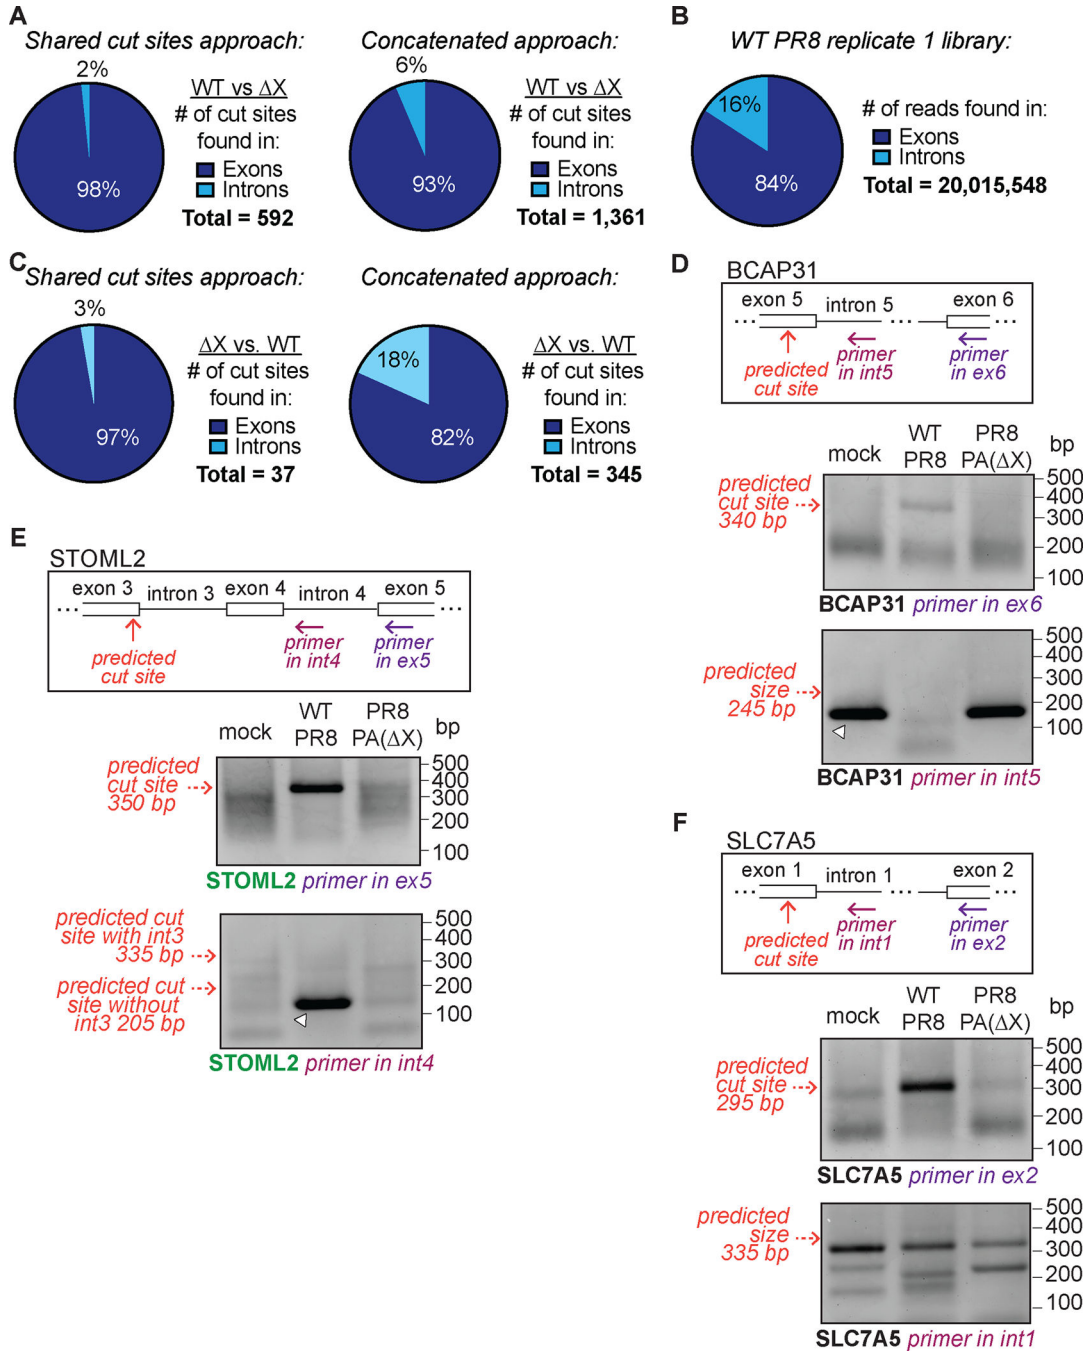 A
Shared cut sites approach:
2%
98%
WT vs ΔX
# of cut sites
found in:
Exons
Introns
Total = 592
Concatenated approach:
6%
93%
WT vs ΔX
# of cut sites
found in:
Exons
Introns
Total = 1,361
B
WT PR8 replicate 1 library:
16%
84%
# of reads found in:
Exons
Introns
Total = 20,015,548
C
Shared cut sites approach:
3%
97%
ΔX vs. WT
# of cut sites
found in:
Exons
Introns
Total = 37
Concatenated approach:
18%
82%
ΔX vs. WT
# of cut sites
found in:
Exons
Introns
Total = 345
D
BCAP31
exon 5 intron 5 exon 6
... ... ...
predicted
cut site
primer
in int5
primer
in ex6
mock
WT
PR8
PR8
PA(ΔX)
bp
predicted
cut site
340 bp
500
400
300
200
100
BCAP31 primer in ex6
predicted
size
245 bp
500
400
300
200
100
BCAP31 primer in int5
E
STOML2
exon 3 intron 3 exon 4 intron 4 exon 5
... ...
predicted
cut site
primer
in int4
primer
in ex5
mock
WT
PR8
PR8
PA(ΔX)
bp
predicted
cut site
350 bp
500
400
300
200
100
STOML2 primer in ex5
predicted cut
site with int3
335 bp
predicted cut
site without
int3 205 bp
500
400
300
200
100
STOML2 primer in int4
F
SLC7A5
exon 1 intron 1 exon 2
... ... ...
predicted
cut site
primer
in int1
primer
in ex2
mock
WT
PR8
PR8
PA(ΔX)
bp
predicted
cut site
295 bp
500
400
300
200
100
SLC7A5 primer in ex2
predicted
size
335 bp
500
400
300
200
100
SLC7A5 primer in int1